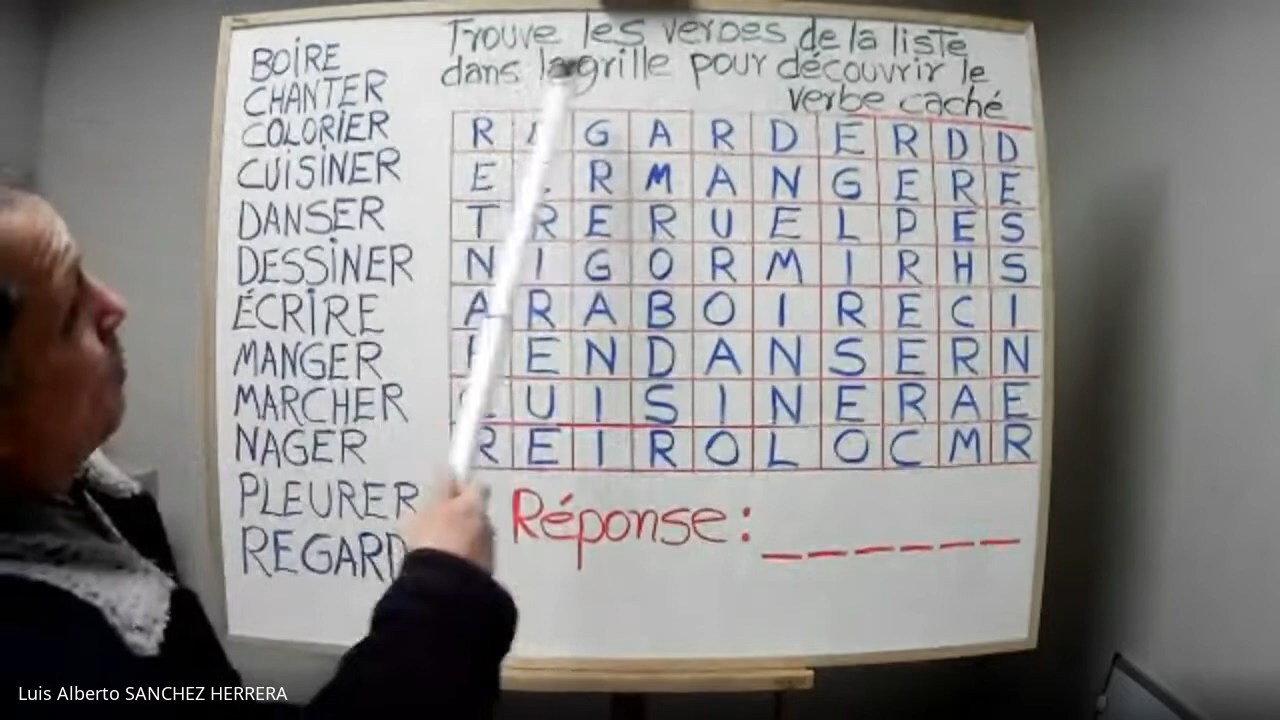 Trouve les verbes de la liste
dans la grille pour découvrir le
verbe caché
BOIRE
CHANTER
COLORIER
CUISINER
DANSER
DESSINER
ÉCRIRE
MANGER
MARCHER
NAGER
PLEURER
REGARD
R G A R D E R D D
E R M A N G E R E
T R E R U E L P E S
N I G O R M I R H S
A R A B O I R E C I
E N D A N S E R N
U I S I N E R A E
R E I R O L O C M R
Réponse: _ _ _ _ _ _
Luis Alberto SANCHEZ HERRERA